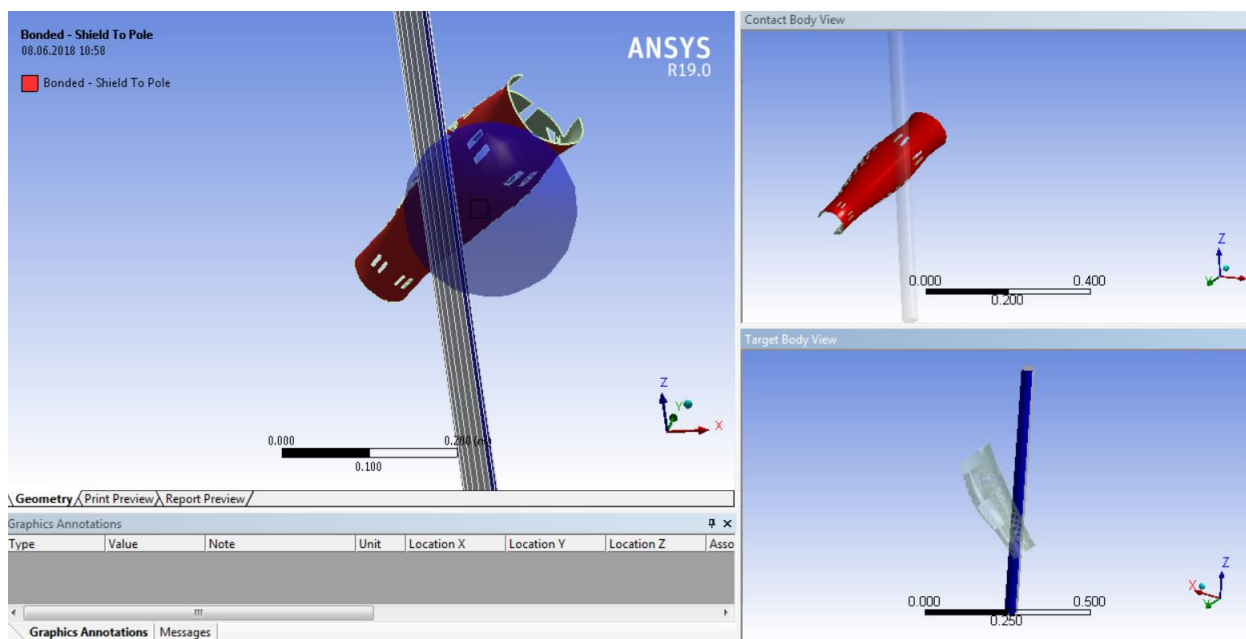 Bonded - Shield To Pole
08.06.2018 10:58
Bonded - Shield To Pole
ANSYS
R19.0
Z
Y
X
0.000
0.200 (m)
0.100
Geometry
Print Preview
Report Preview
Graphics Annotations
Type
Value
Note
Unit
Location X
Location Y
Location Z
Asso
Graphics Annotations
Messages
Contact Body View
Z
Y
0.000
0.400
0.200
Target Body View
Z
X
Y
0.000
0.500
0.250